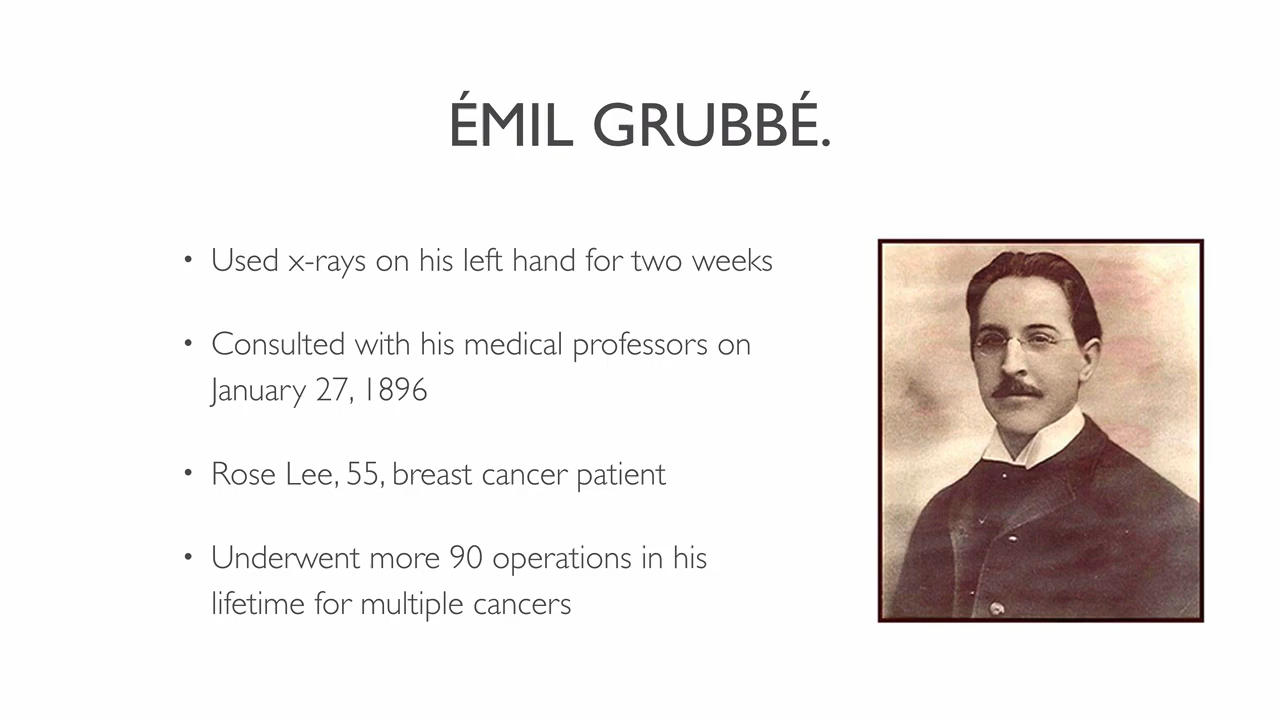 ÉMIL GRUBBÉ.
• Used x-rays on his left hand for two weeks
• Consulted with his medical professors on
January 27, 1896
• Rose Lee, 55, breast cancer patient
• Underwent more 90 operations in his
lifetime for multiple cancers